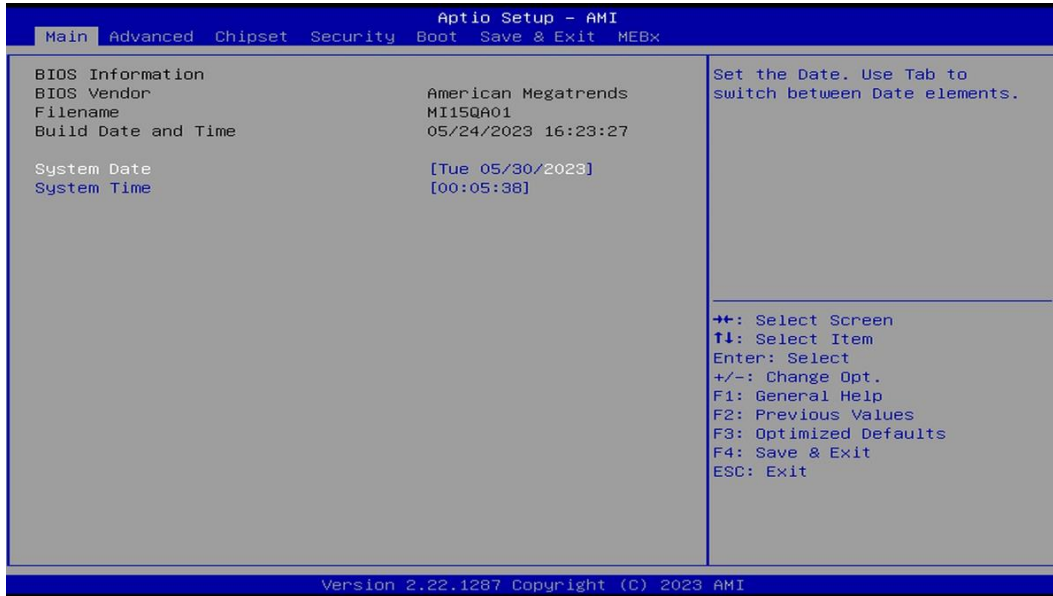 Aptio Setup – AMI
Main Advanced Chipset Security Boot Save & Exit MEBx
BIOS Information
BIOS Vendor American Megatrends
Filename MI15QA01
Build Date and Time 05/24/2023 16:23:27
System Date [Tue 05/30/2023]
System Time [00:05:38]
Set the Date. Use Tab to
switch between Date elements.
→←: Select Screen
↑↓: Select Item
Enter: Select
+/-: Change Opt.
F1: General Help
F2: Previous Values
F3: Optimized Defaults
F4: Save & Exit
ESC: Exit
Version 2.22.1287 Copyright (C) 2023 AMI